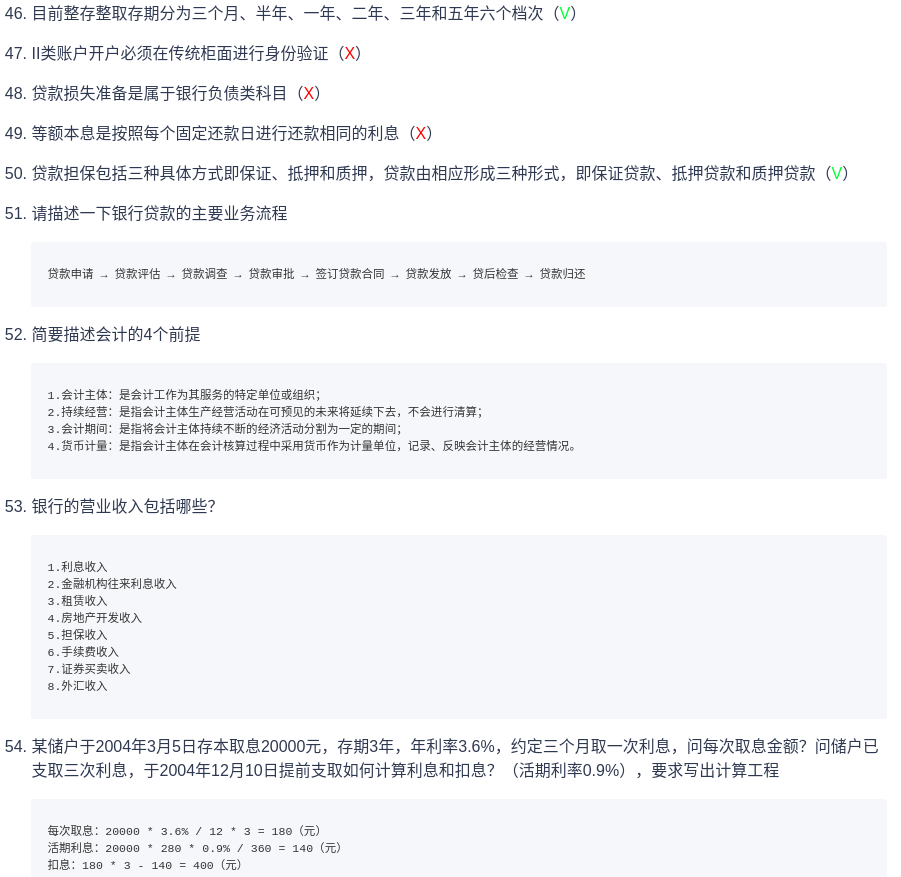 46. 目前整存整取存期分为三个月、半年、一年、二年、三年和五年六个档次（V）
47. II类账户开户必须在传统柜面进行身份验证（X）
48. 贷款损失准备是属于银行负债类科目（X）
49. 等额本息是按照每个固定还款日进行还款相同的利息（X）
50. 贷款担保包括三种具体方式即保证、抵押和质押，贷款由相应形成三种形式，即保证贷款、抵押贷款和质押贷款（V）
51. 请描述一下银行贷款的主要业务流程
贷款申请 → 贷款评估 → 贷款调查 → 贷款审批 → 签订贷款合同 → 贷款发放 → 贷后检查 → 贷款归还
52. 简要描述会计的4个前提
1.会计主体：是会计工作为其服务的特定单位或组织；
2.持续经营：是指会计主体生产经营活动在可预见的未来将延续下去，不会进行清算；
3.会计期间：是指将会计主体持续不断的经济活动分割为一定的期间；
4.货币计量：是指会计主体在会计核算过程中采用货币作为计量单位，记录、反映会计主体的经营情况。
53. 银行的营业收入包括哪些？
1.利息收入
2.金融机构往来利息收入
3.租赁收入
4.房地产开发收入
5.担保收入
6.手续费收入
7.证券买卖收入
8.外汇收入
54. 某储户于2004年3月5日存本取息20000元，存期3年，年利率3.6%，约定三个月取一次利息，问每次取息金额？问储户已
支取三次利息，于2004年12月10日提前支取如何计算利息和扣息？（活期利率0.9%），要求写出计算工程
每次取息：20000 * 3.6% / 12 * 3 = 180（元）
活期利息：20000 * 280 * 0.9% / 360 = 140（元）
扣息：180 * 3 - 140 = 400（元）